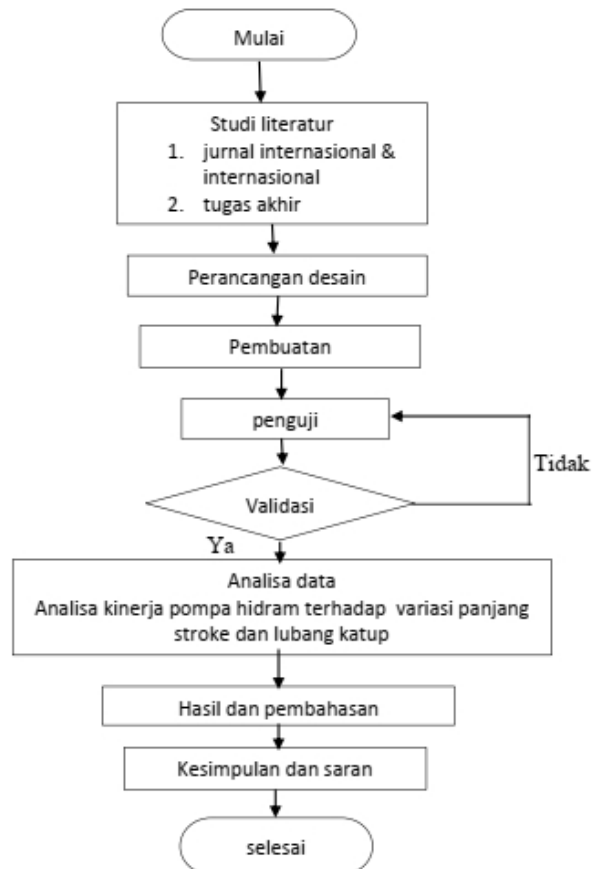 Mulai
Studi literatur
1. jurnal internasional &
internasional
2. tugas akhir
Perancangan desain
Pembuatan
penguji
Tidak
Validasi
Ya
Analisa data
Analisa kinerja pompa hidram terhadap variasi panjang
stroke dan lubang katup
Hasil dan pembahasan
Kesimpulan dan saran
selesai